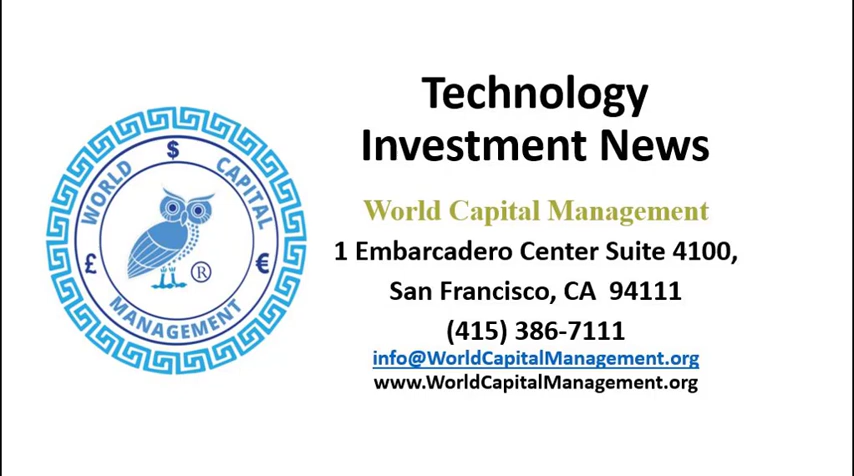 Technology
Investment News
World Capital Management
1 Embarcadero Center Suite 4100,
San Francisco, CA 94111
(415) 386-7111
info@WorldCapitalManagement.org
www.WorldCapitalManagement.org
$
WORLD CAPITAL
£ €
®
MANAGEMENT